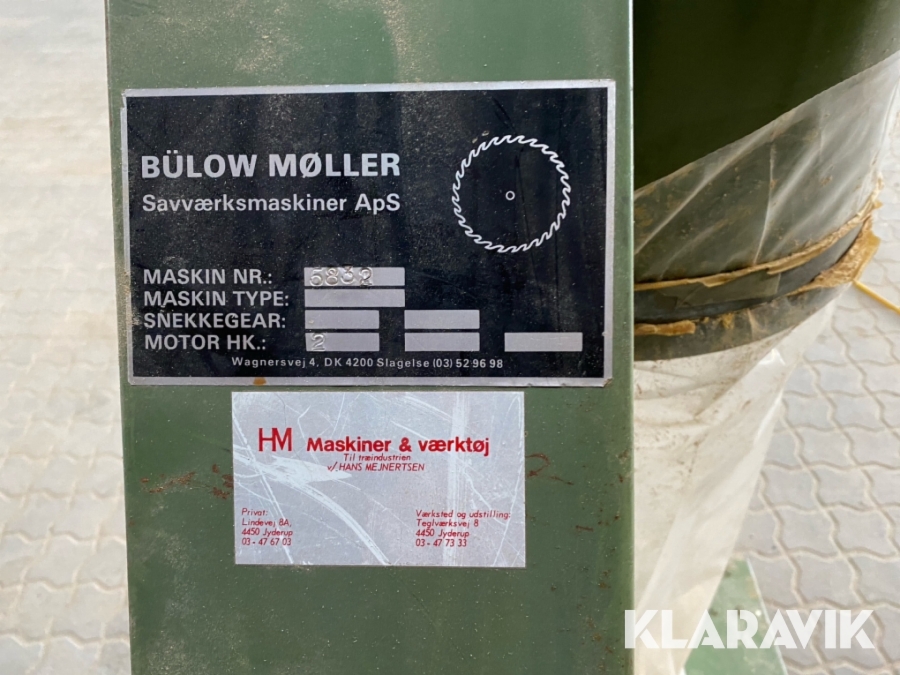 KLARAVIK
BÜLOW MØLLER
Savværksmaskiner ApS
MASKIN NR.: 5832
MASKIN TYPE:
SNEKKEGEAR:
MOTOR HK.: 2
Wagnersvej 4, DK 4200 Slagelse (03) 52 96 98
HM Maskiner & værktøj
Til træindustrien
v/ HANS MEJNERTSEN
Privat:
Lindevej 8A,
4450 Jyderup
03 - 47 67 03
Værksted og udstilling:
Teglværksvej 8
4450 Jyderup
03 - 47 73 33
KLARAVIK